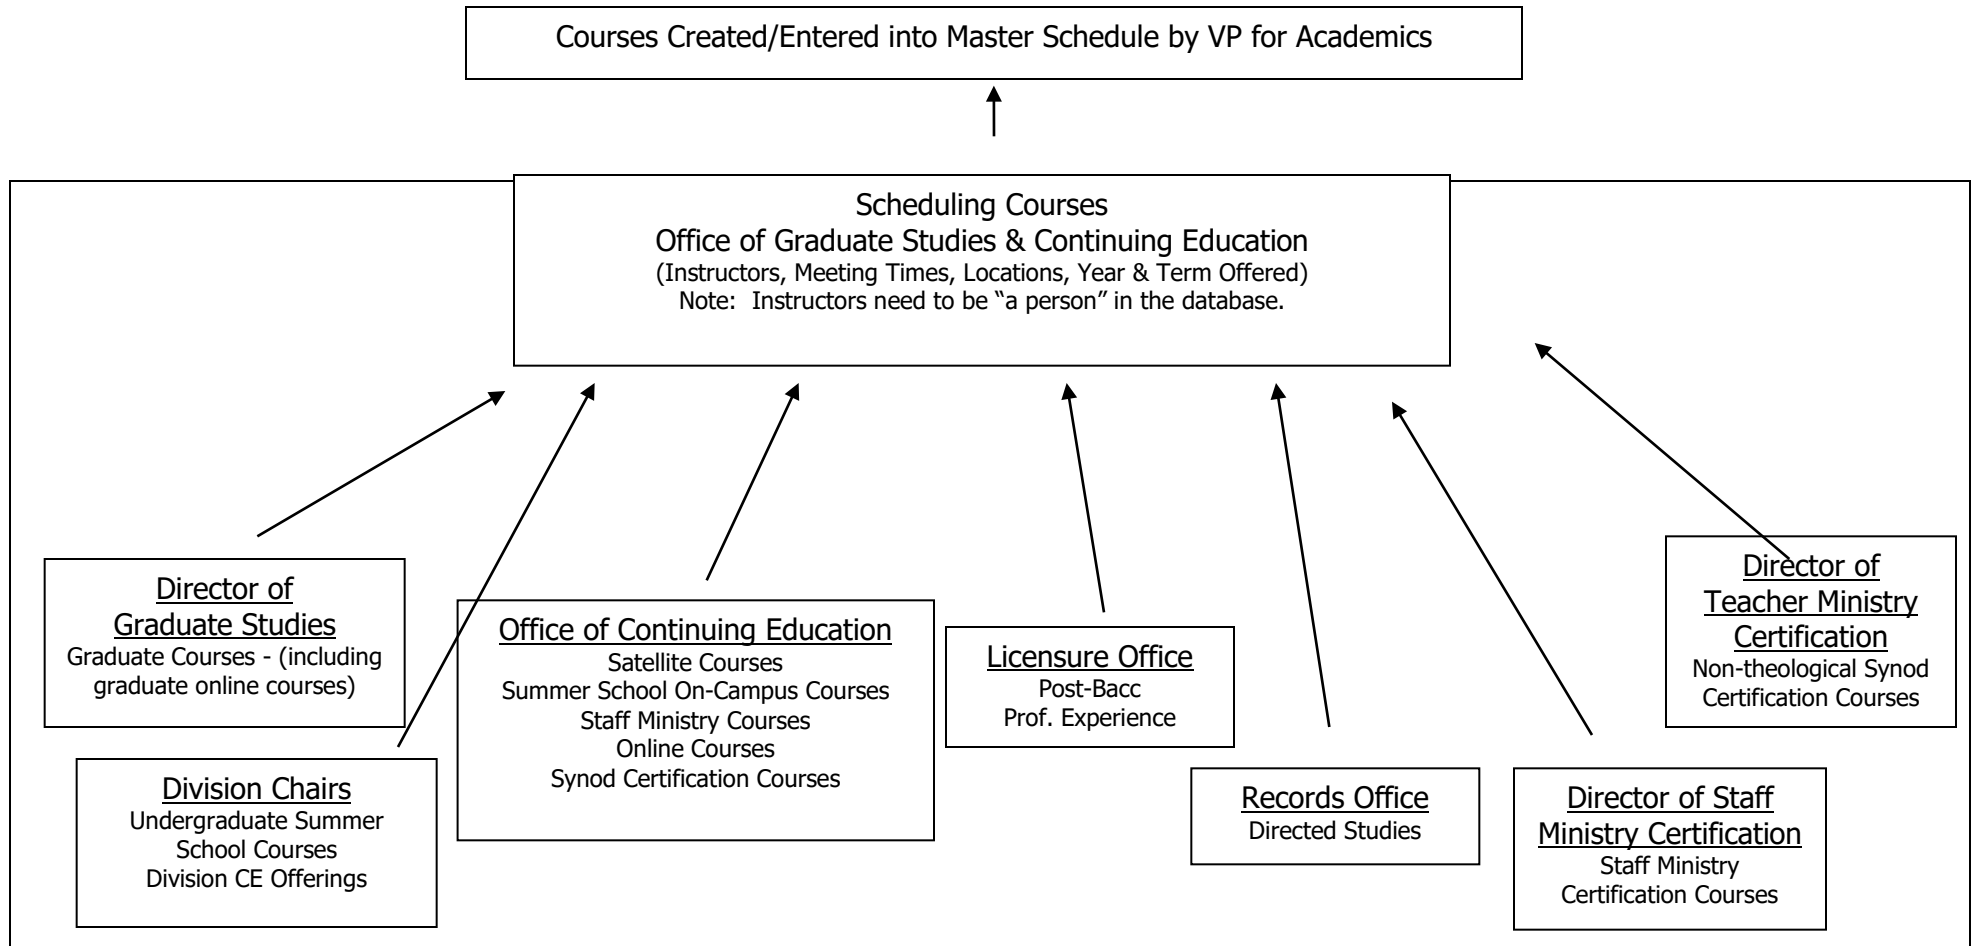 Courses Created/Entered into Master Schedule by VP for Academics
Scheduling Courses
Office of Graduate Studies & Continuing Education
(Instructors, Meeting Times, Locations, Year & Term Offered)
Note:  Instructors need to be “a person” in the database.
Director of
Graduate Studies
Graduate Courses - (including
graduate online courses)
Division Chairs
Undergraduate Summer
School Courses
Division CE Offerings
Office of Continuing Education
Satellite Courses
Summer School On-Campus Courses
Staff Ministry Courses
Online Courses
Synod Certification Courses
Licensure Office
Post-Bacc
Prof. Experience
Records Office
Directed Studies
Director of Staff
Ministry Certification
Staff Ministry
Certification Courses
Director of
Teacher Ministry
Certification
Non-theological Synod
Certification Courses